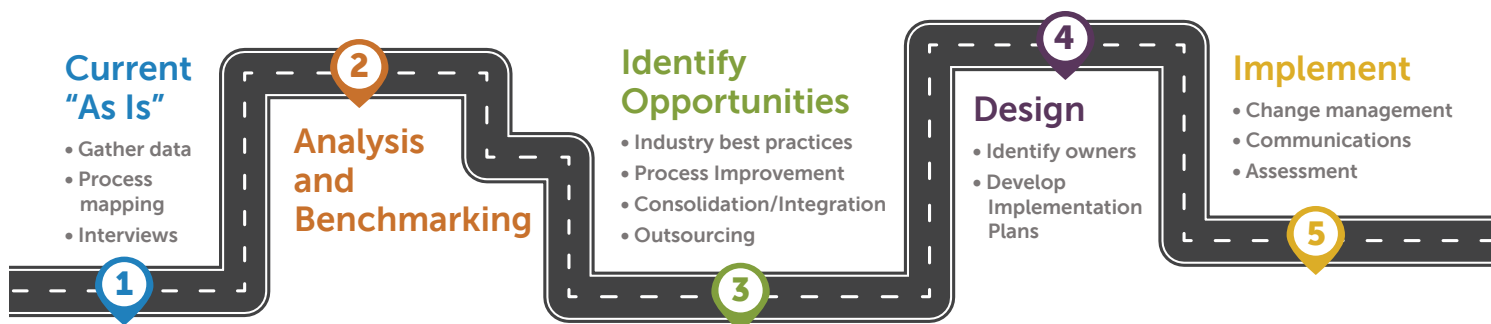 1
Current
“As Is”
• Gather data
• Process
mapping
• Interviews
2
Analysis
and
Benchmarking
3
Identify
Opportunities
• Industry best practices
• Process Improvement
• Consolidation/Integration
• Outsourcing
4
Design
• Identify owners
• Develop
Implementation
Plans
5
Implement
• Change management
• Communications
• Assessment